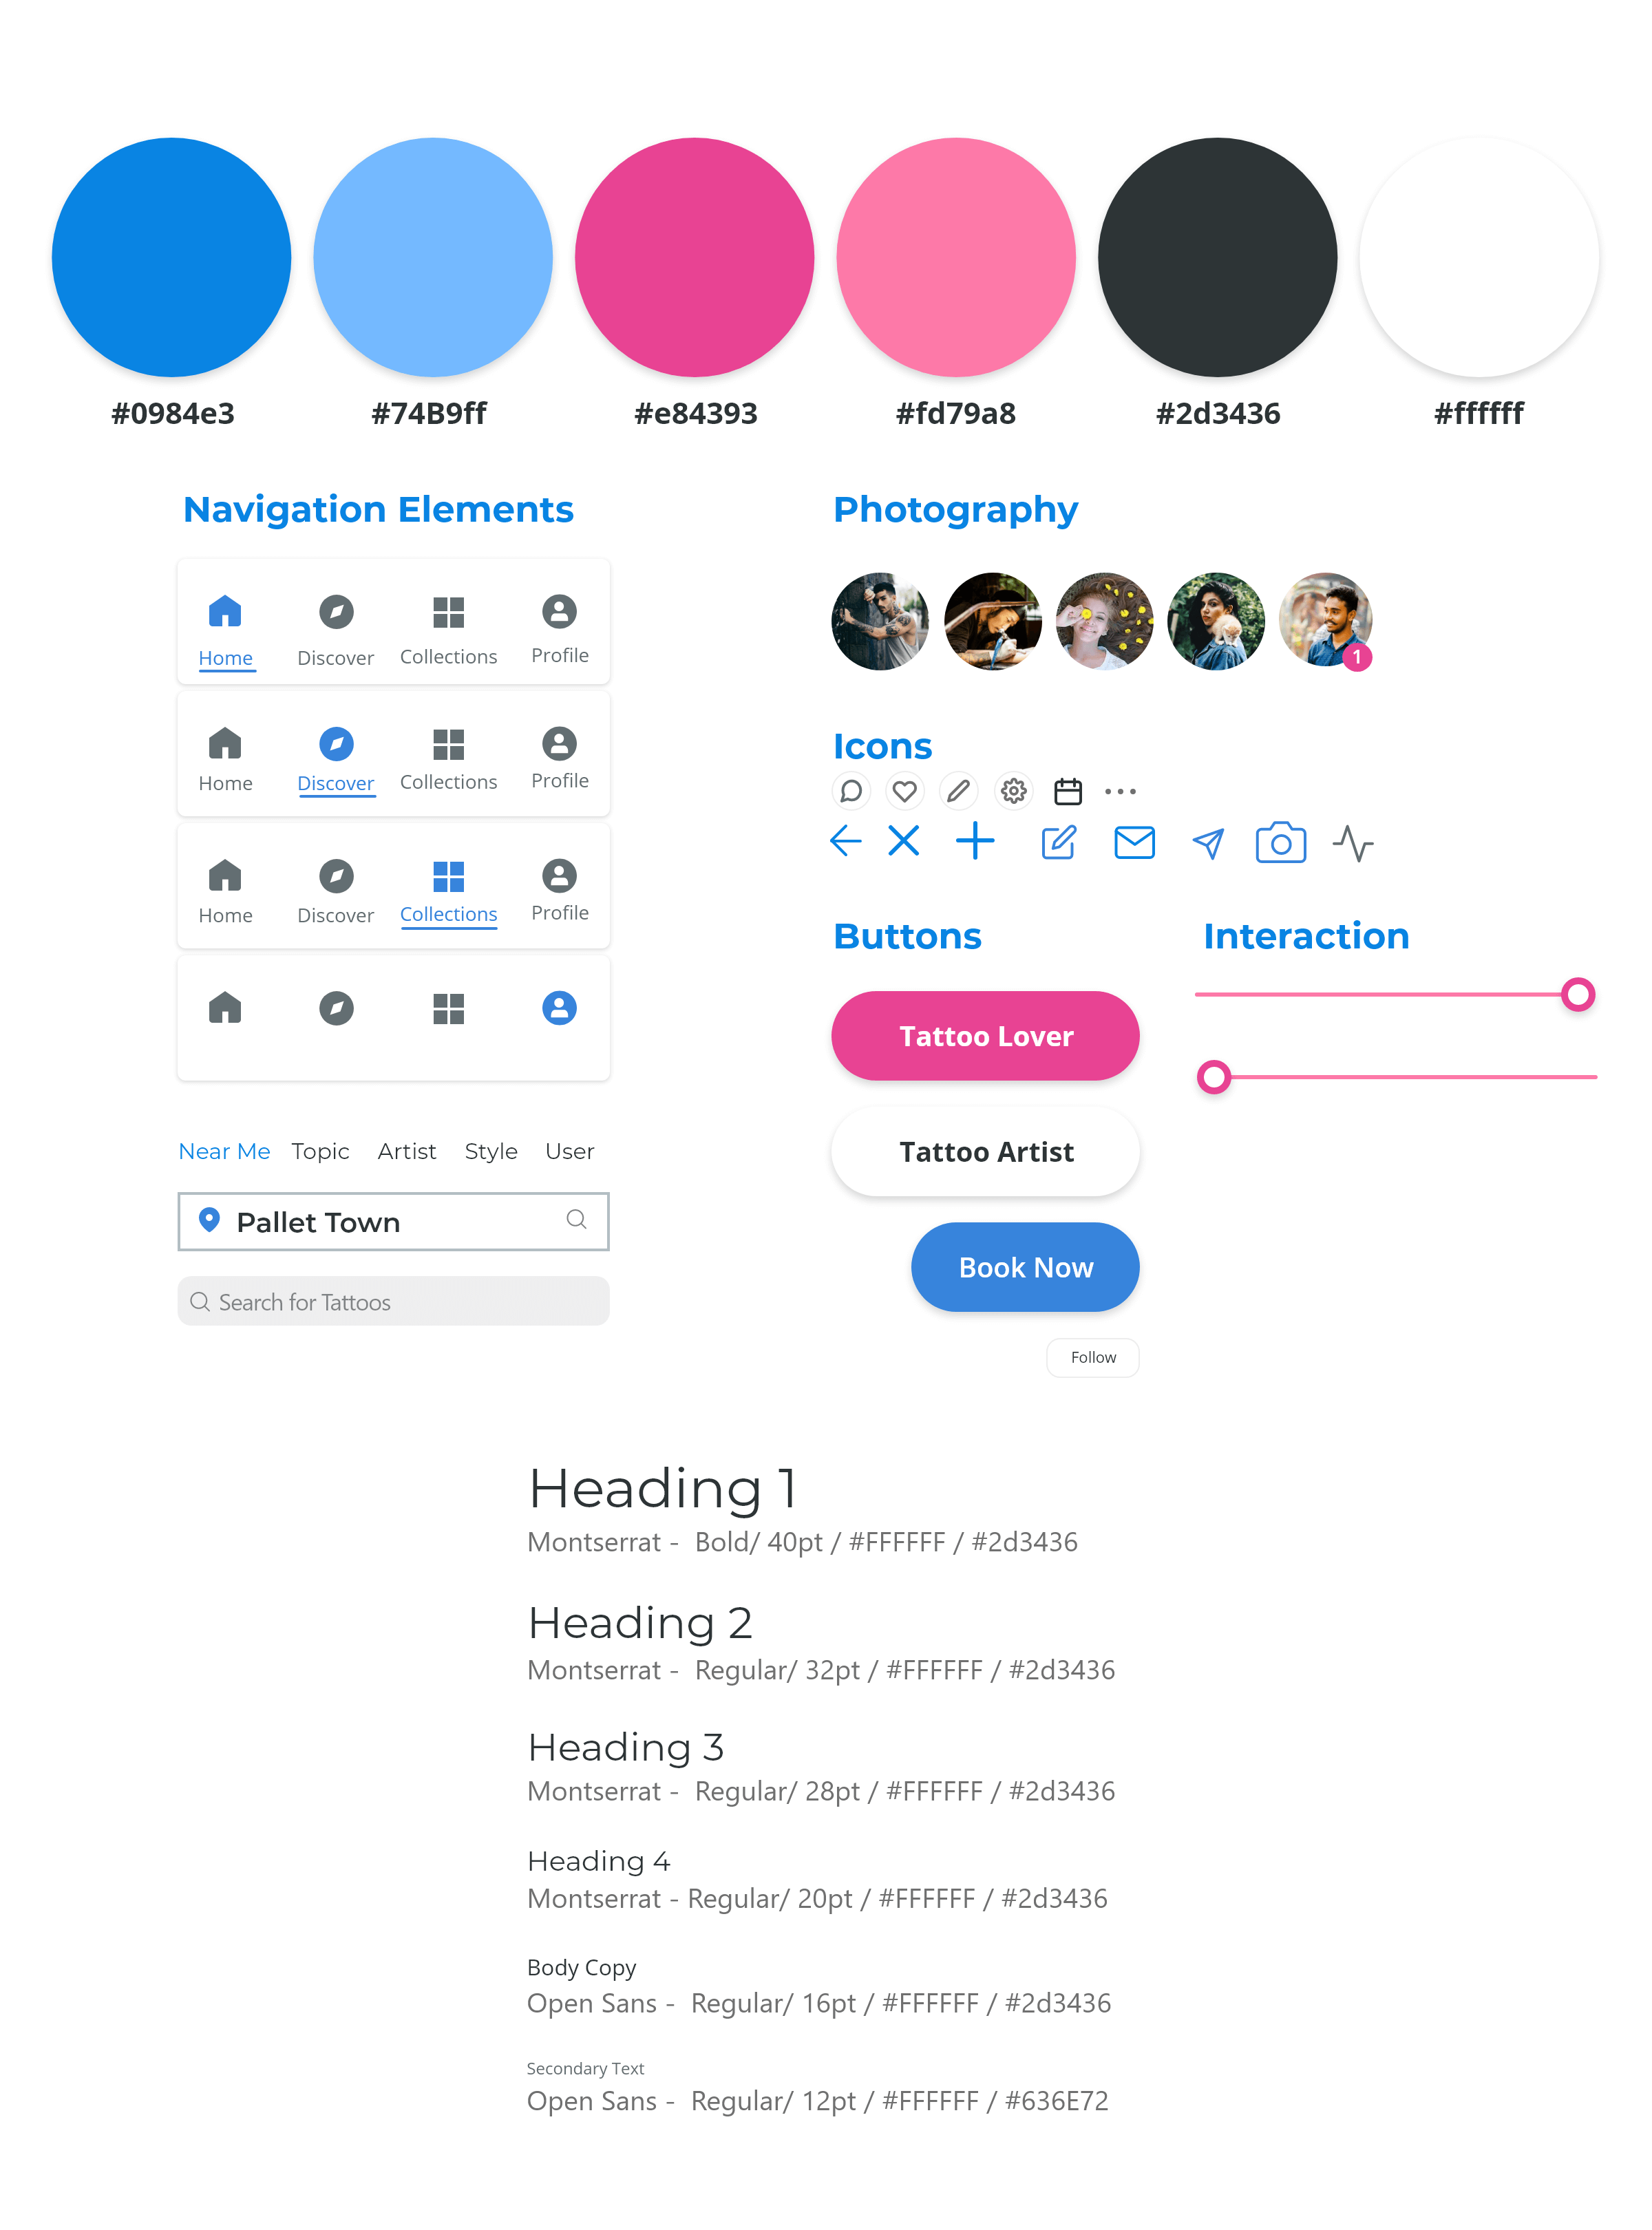 #0984e3 #74B9ff #e84393 #fd79a8 #2d3436 #ffffff
Navigation Elements
Home Discover Collections Profile
Home Discover Collections Profile
Home Discover Collections Profile
Near Me Topic Artist Style User
Pallet Town
Search for Tattoos
Photography
1
Icons
Buttons
Tattoo Lover
Tattoo Artist
Book Now
Follow
Interaction
Heading 1
Montserrat - Bold/ 40pt / #FFFFFF / #2d3436
Heading 2
Montserrat - Regular/ 32pt / #FFFFFF / #2d3436
Heading 3
Montserrat - Regular/ 28pt / #FFFFFF / #2d3436
Heading 4
Montserrat - Regular/ 20pt / #FFFFFF / #2d3436
Body Copy
Open Sans - Regular/ 16pt / #FFFFFF / #2d3436
Secondary Text
Open Sans - Regular/ 12pt / #FFFFFF / #636E72